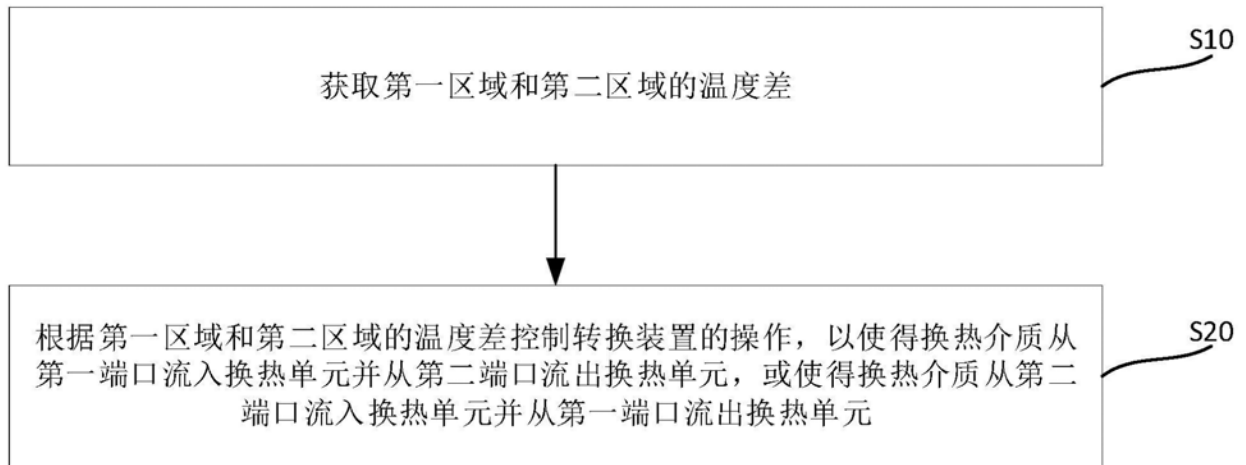 S10
获取第一区域和第二区域的温度差
根据第一区域和第二区域的温度差控制转换装置的操作，以使得换热介质从
第一端口流入换热单元并从第二端口流出换热单元，或使得换热介质从第二
端口流入换热单元并从第一端口流出换热单元
S20